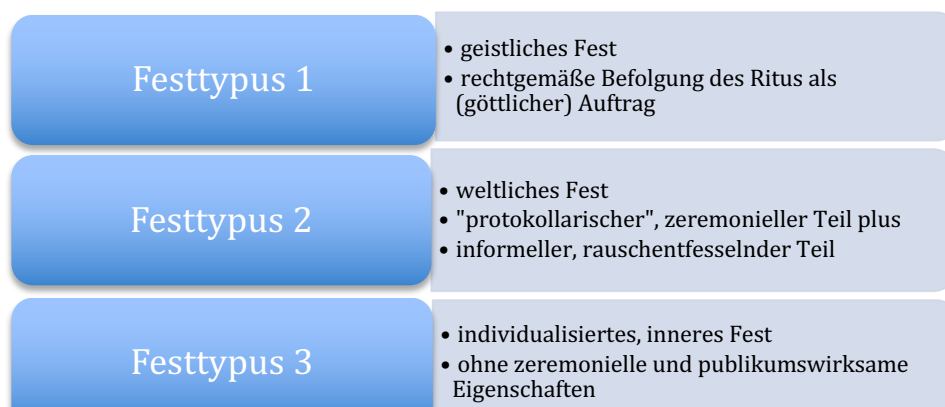 Festtypus 1
• geistliches Fest
• rechtgemäße Befolgung des Ritus als
(göttlicher) Auftrag
Festtypus 2
• weltliches Fest
• "protokollarischer", zeremonieller Teil plus
• informeller, rauschentfesselnder Teil
Festtypus 3
• individualisiertes, inneres Fest
• ohne zeremonielle und publikumswirksame
Eigenschaften